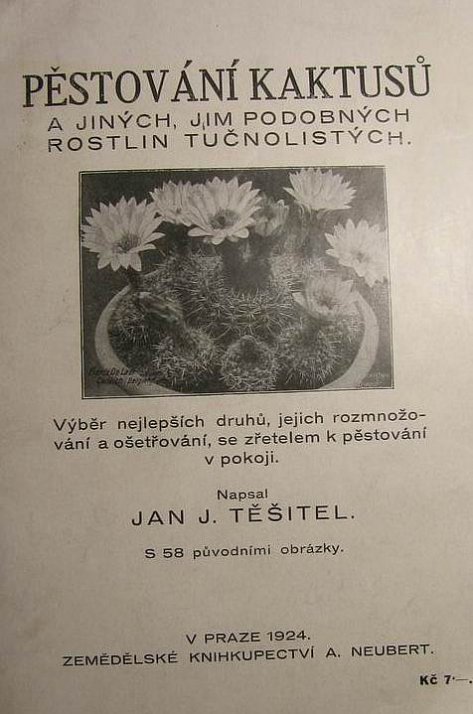 PĚSTOVÁNÍ KAKTUSŮ
A JINÝCH, JIM PODOBNÝCH
ROSTLIN TUČNOLISTÝCH.
Výběr nejlepších druhů, jejich rozmnožo-
vání a ošetřování, se zřetelem k pěstování
v pokoji.
Napsal
JAN J. TĚŠITEL.
S 58 původními obrázky.
V PRAZE 1924.
ZEMĚDĚLSKÉ KNIHKUPECTVÍ A. NEUBERT.
Kč 7·—.